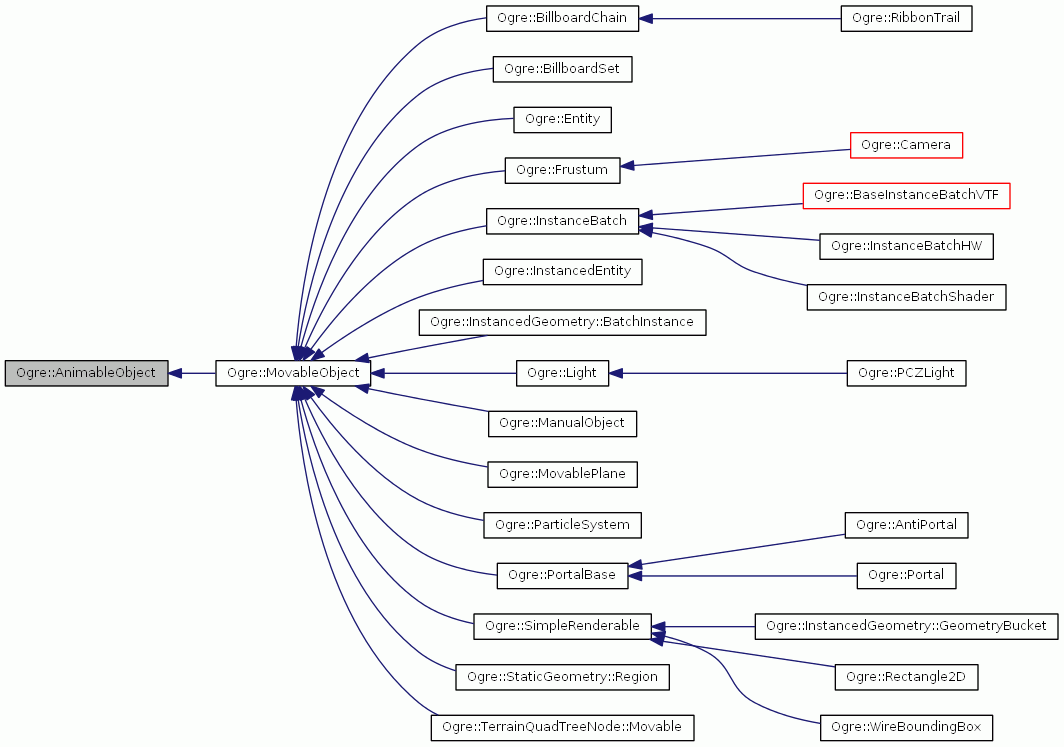 Ogre::BillboardChain
Ogre::RibbonTrail
Ogre::BillboardSet
Ogre::Entity
Ogre::Camera
Ogre::Frustum
Ogre::BaseInstanceBatchVTF
Ogre::InstanceBatch
Ogre::InstanceBatchHW
Ogre::InstancedEntity
Ogre::InstanceBatchShader
Ogre::InstancedGeometry::BatchInstance
Ogre::AnimableObject
Ogre::MovableObject
Ogre::Light
Ogre::PCZLight
Ogre::ManualObject
Ogre::MovablePlane
Ogre::ParticleSystem
Ogre::AntiPortal
Ogre::PortalBase
Ogre::Portal
Ogre::SimpleRenderable
Ogre::InstancedGeometry::GeometryBucket
Ogre::StaticGeometry::Region
Ogre::Rectangle2D
Ogre::TerrainQuadTreeNode::Movable
Ogre::WireBoundingBox